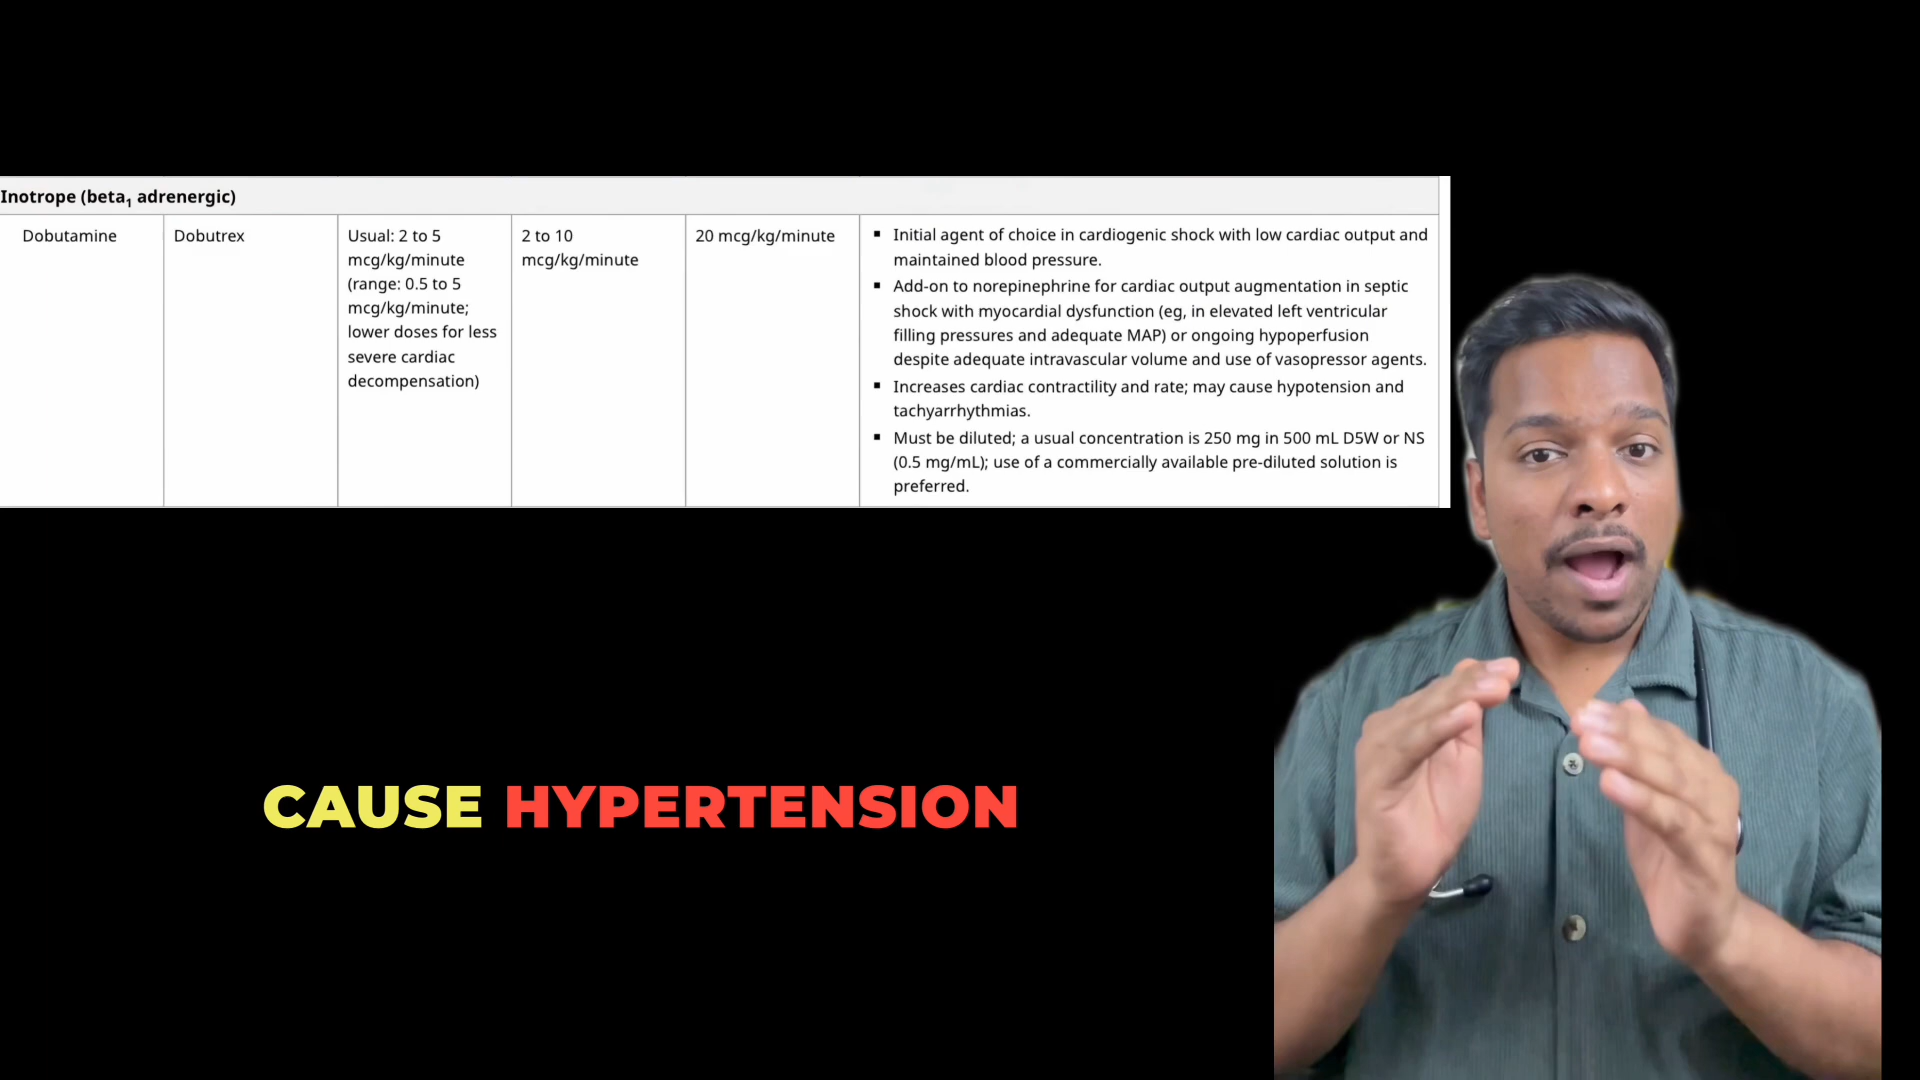 Inotrope (beta1 adrenergic)
Dobutamine
Dobutrex
Usual: 2 to 5
mcg/kg/minute
(range: 0.5 to 5
mcg/kg/minute;
lower doses for less
severe cardiac
decompensation)
2 to 10
mcg/kg/minute
20 mcg/kg/minute
▪ Initial agent of choice in cardiogenic shock with low cardiac output and
maintained blood pressure.
▪ Add-on to norepinephrine for cardiac output augmentation in septic
shock with myocardial dysfunction (eg, in elevated left ventricular
filling pressures and adequate MAP) or ongoing hypoperfusion
despite adequate intravascular volume and use of vasopressor agents.
▪ Increases cardiac contractility and rate; may cause hypotension and
tachyarrhythmias.
▪ Must be diluted; a usual concentration is 250 mg in 500 mL D5W or NS
(0.5 mg/mL); use of a commercially available pre-diluted solution is
preferred.
CAUSE HYPERTENSION